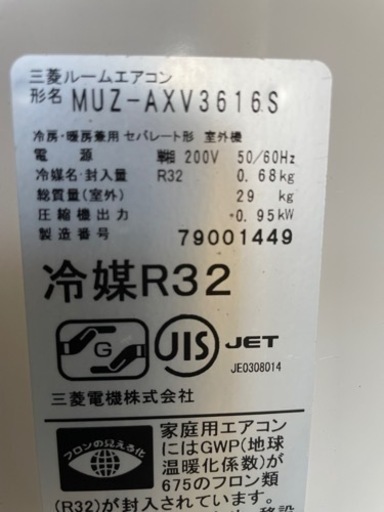 三菱ルームエアコン
形名 MUZ-AXV3616S
冷房・暖房兼用 セパレート形 室外機
電源 単相 200V 50/60Hz
冷媒名・封入量 R32 0.68kg
総質量(室外) 29 kg
圧縮機出力 +0.95kW
製造番号 79001449
冷媒R32
G
JIS JET
JE0308014
三菱電機株式会社
フロンの見える化
家庭用エアコン
にはGWP(地球
温暖化係数)が
675のフロン類
(R32)が封入されています。